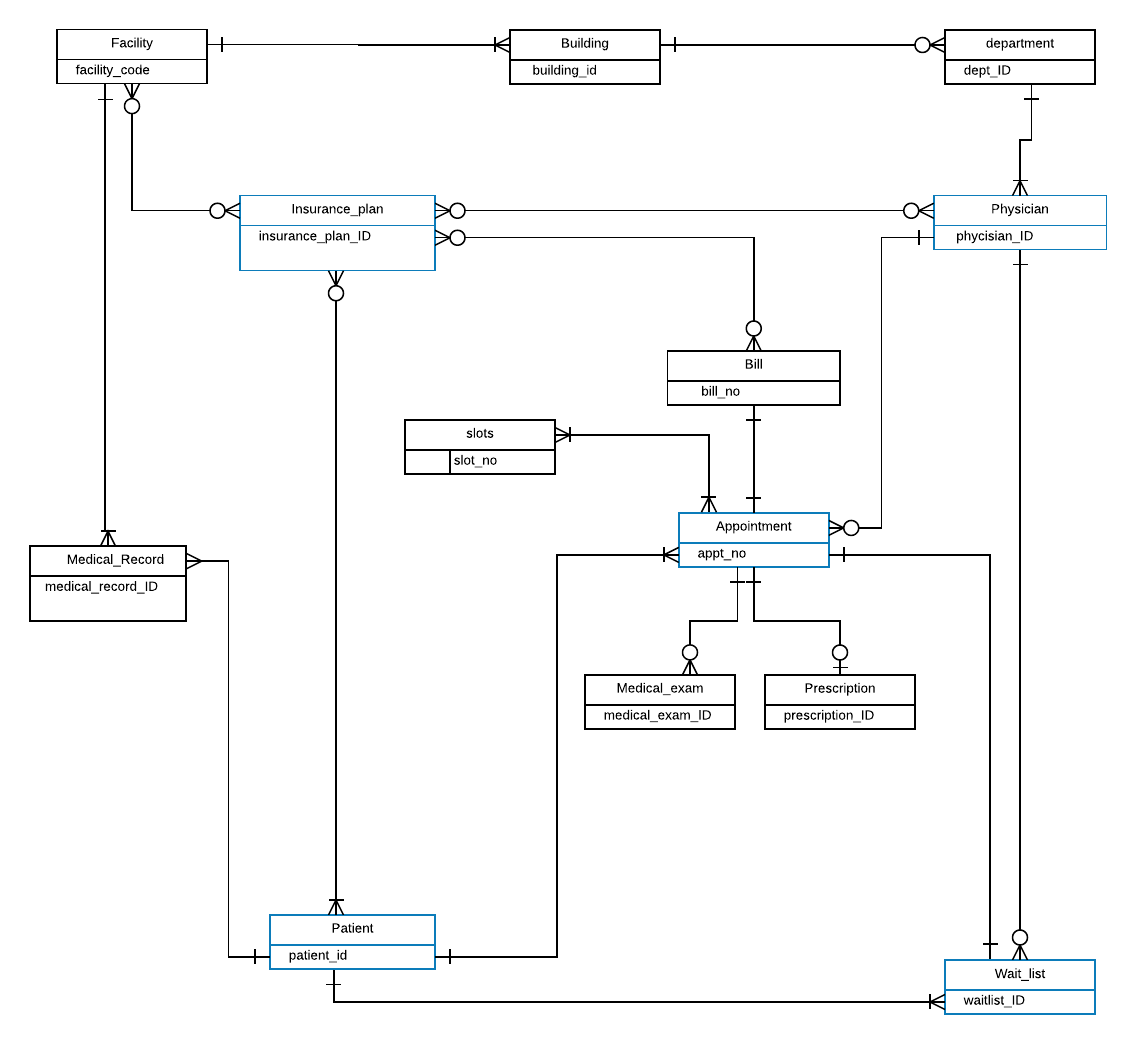 Facility
facility_code
Building
building_id
department
dept_ID
Insurance_plan
insurance_plan_ID
Physician
phycisian_ID
Bill
bill_no
slots
slot_no
Appointment
appt_no
Medical_Record
medical_record_ID
Medical_exam
medical_exam_ID
Prescription
prescription_ID
Patient
patient_id
Wait_list
waitlist_ID